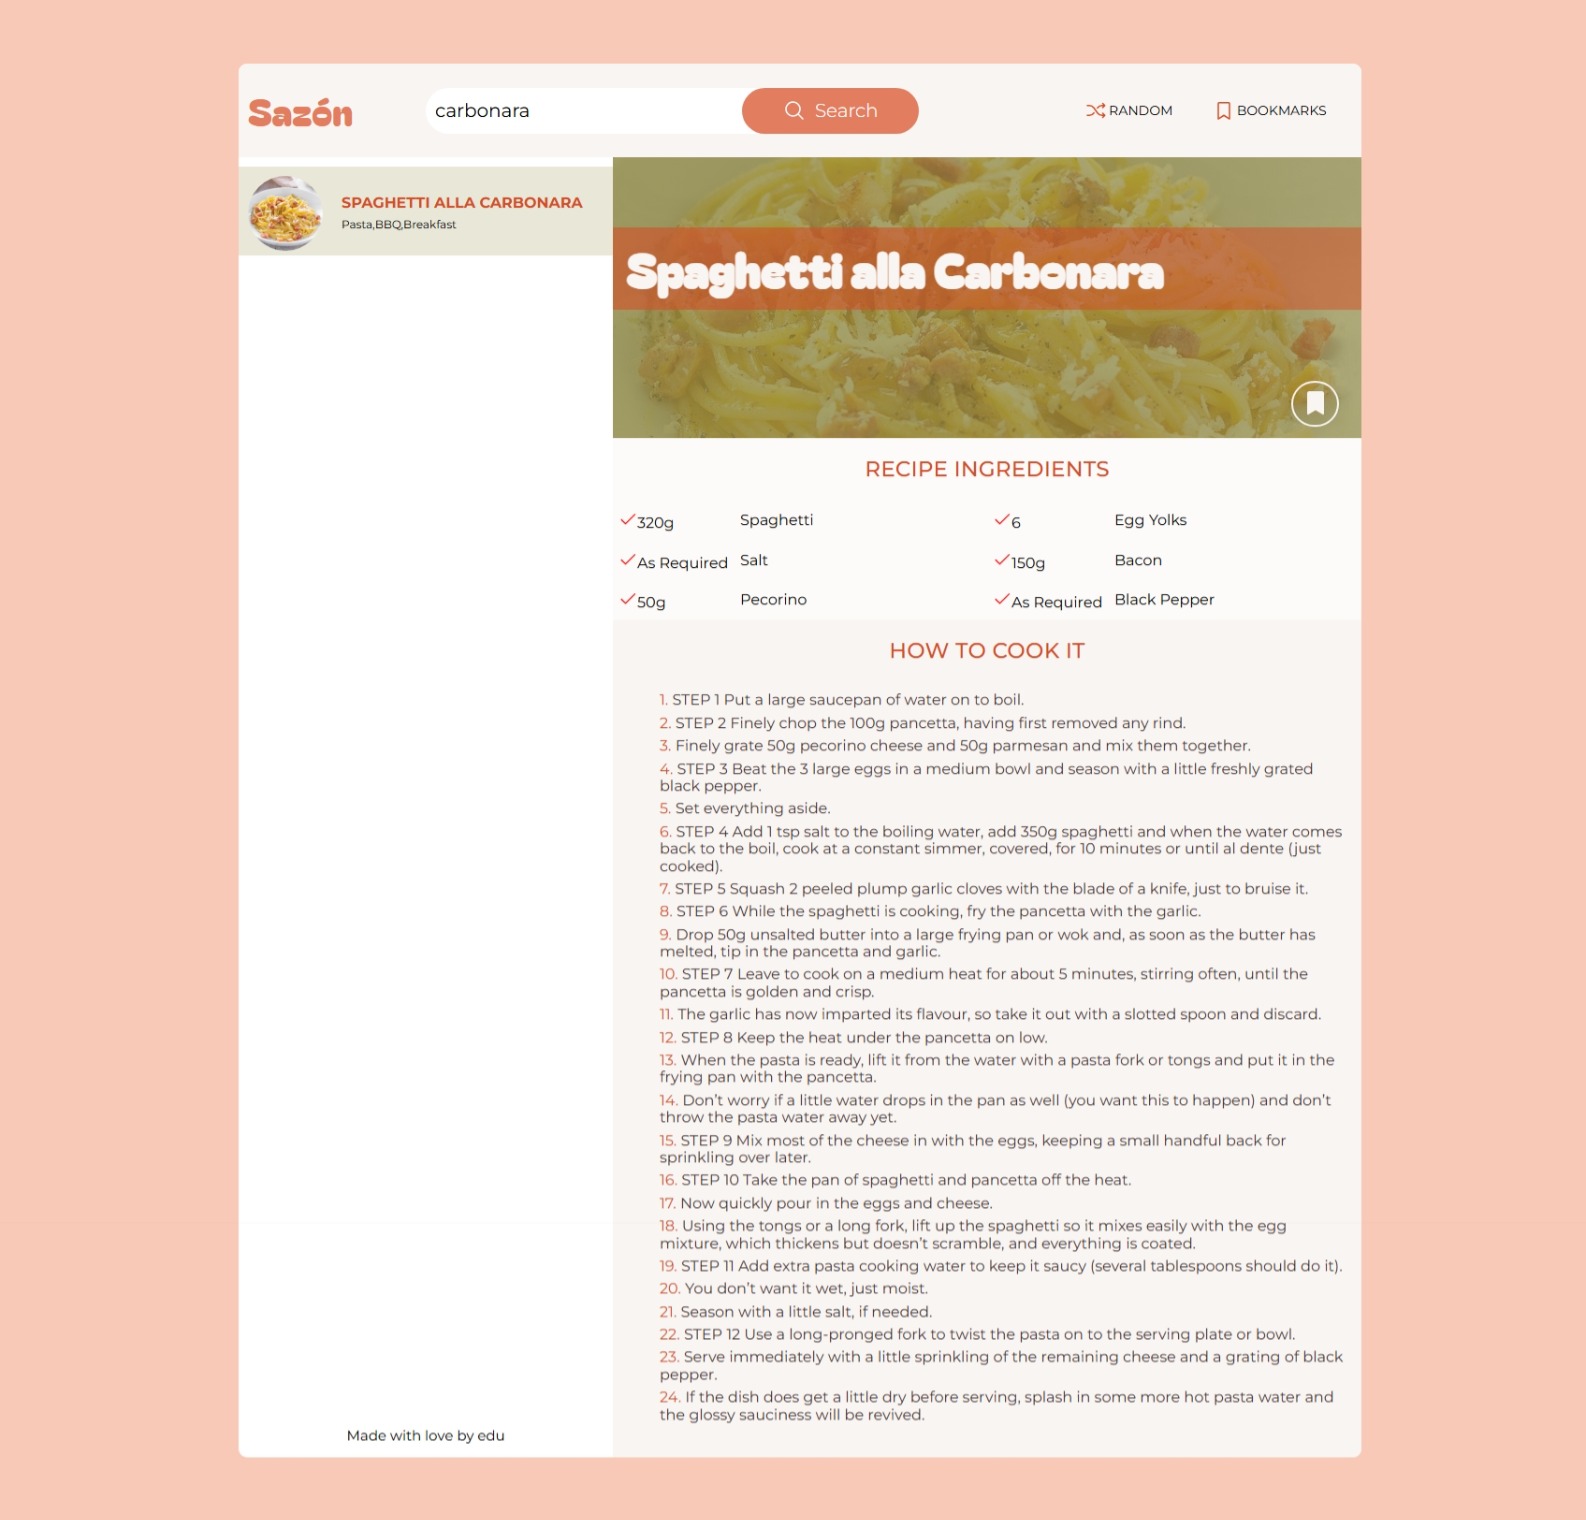 Sazón
carbonara
Search
RANDOM
BOOKMARKS
SPAGHETTI ALLA CARBONARA
Pasta,BBQ,Breakfast
Spaghetti alla Carbonara
RECIPE INGREDIENTS
320g Spaghetti
6 Egg Yolks
As Required Salt
150g Bacon
50g Pecorino
As Required Black Pepper
HOW TO COOK IT
1. STEP 1 Put a large saucepan of water on to boil.
2. STEP 2 Finely chop the 100g pancetta, having first removed any rind.
3. Finely grate 50g pecorino cheese and 50g parmesan and mix them together.
4. STEP 3 Beat the 3 large eggs in a medium bowl and season with a little freshly grated
black pepper.
5. Set everything aside.
6. STEP 4 Add 1 tsp salt to the boiling water, add 350g spaghetti and when the water comes
back to the boil, cook at a constant simmer, covered, for 10 minutes or until al dente (just
cooked).
7. STEP 5 Squash 2 peeled plump garlic cloves with the blade of a knife, just to bruise it.
8. STEP 6 While the spaghetti is cooking, fry the pancetta with the garlic.
9. Drop 50g unsalted butter into a large frying pan or wok and, as soon as the butter has
melted, tip in the pancetta and garlic.
10. STEP 7 Leave to cook on a medium heat for about 5 minutes, stirring often, until the
pancetta is golden and crisp.
11. The garlic has now imparted its flavour, so take it out with a slotted spoon and discard.
12. STEP 8 Keep the heat under the pancetta on low.
13. When the pasta is ready, lift it from the water with a pasta fork or tongs and put it in the
frying pan with the pancetta.
14. Don’t worry if a little water drops in the pan as well (you want this to happen) and don’t
throw the pasta water away yet.
15. STEP 9 Mix most of the cheese in with the eggs, keeping a small handful back for
sprinkling over later.
16. STEP 10 Take the pan of spaghetti and pancetta off the heat.
17. Now quickly pour in the eggs and cheese.
18. Using the tongs or a long fork, lift up the spaghetti so it mixes easily with the egg
mixture, which thickens but doesn’t scramble, and everything is coated.
19. STEP 11 Add extra pasta cooking water to keep it saucy (several tablespoons should do it).
20. You don’t want it wet, just moist.
21. Season with a little salt, if needed.
22. STEP 12 Use a long-pronged fork to twist the pasta on to the serving plate or bowl.
23. Serve immediately with a little sprinkling of the remaining cheese and a grating of black
pepper.
24. If the dish does get a little dry before serving, splash in some more hot pasta water and
the glossy sauciness will be revived.
Made with love by edu